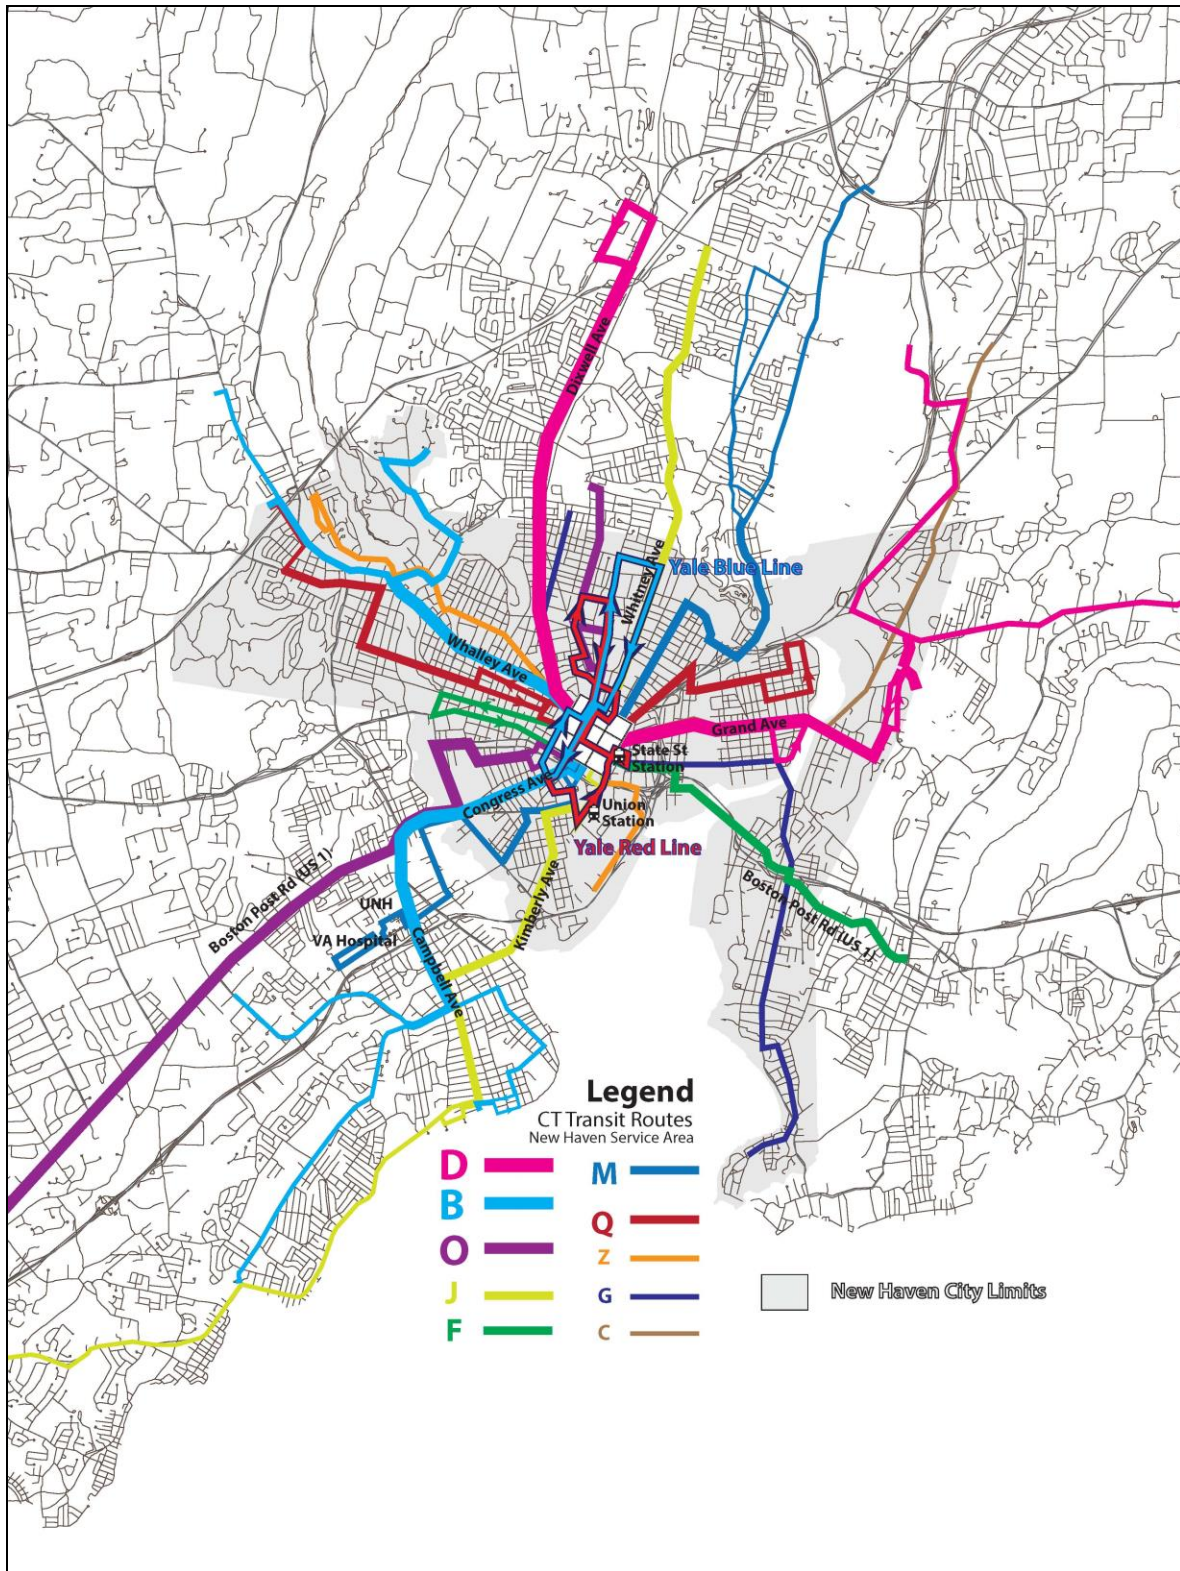 Dixwell Ave
Whitney Ave
Yale Blue Line
Whalley Ave
Grand Ave
State St
Station
Congress Ave
Union
Station
Yale Red Line
Boston Post Rd (US 1)
UNH
VA Hospital
Campbell Ave
Kimberly Ave
Boston Post Rd (US 1)
Legend
CT Transit Routes
New Haven Service Area
D
B
O
J
F
M
Q
Z
G
C
New Haven City Limits